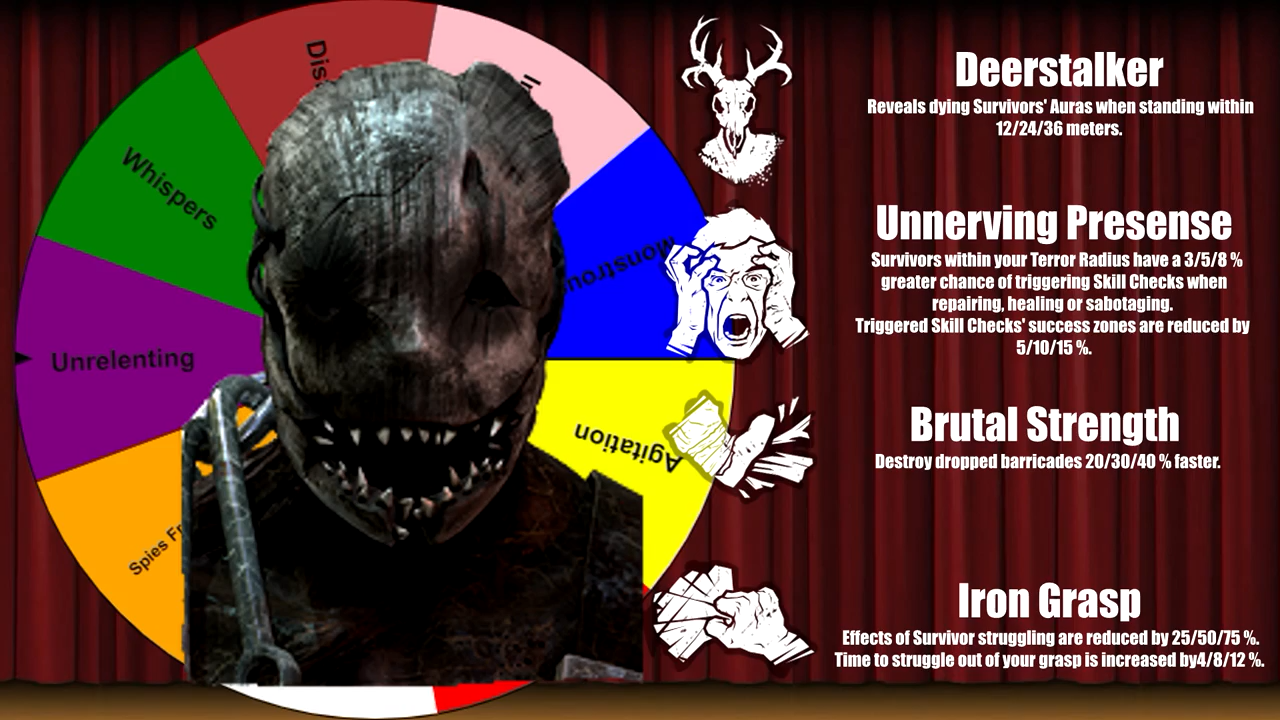 Dis
Whispers
Unrelenting
Spies Fr
Monstrou
Agitation
Deerstalker
Reveals dying Survivors' Auras when standing within
12/24/36 meters.
Unnerving Presense
Survivors within your Terror Radius have a 3/5/8 %
greater chance of triggering Skill Checks when
repairing, healing or sabotaging.
Triggered Skill Checks' success zones are reduced by
5/10/15 %.
Brutal Strength
Destroy dropped barricades 20/30/40 % faster.
Iron Grasp
Effects of Survivor struggling are reduced by 25/50/75 %.
Time to struggle out of your grasp is increased by4/8/12 %.